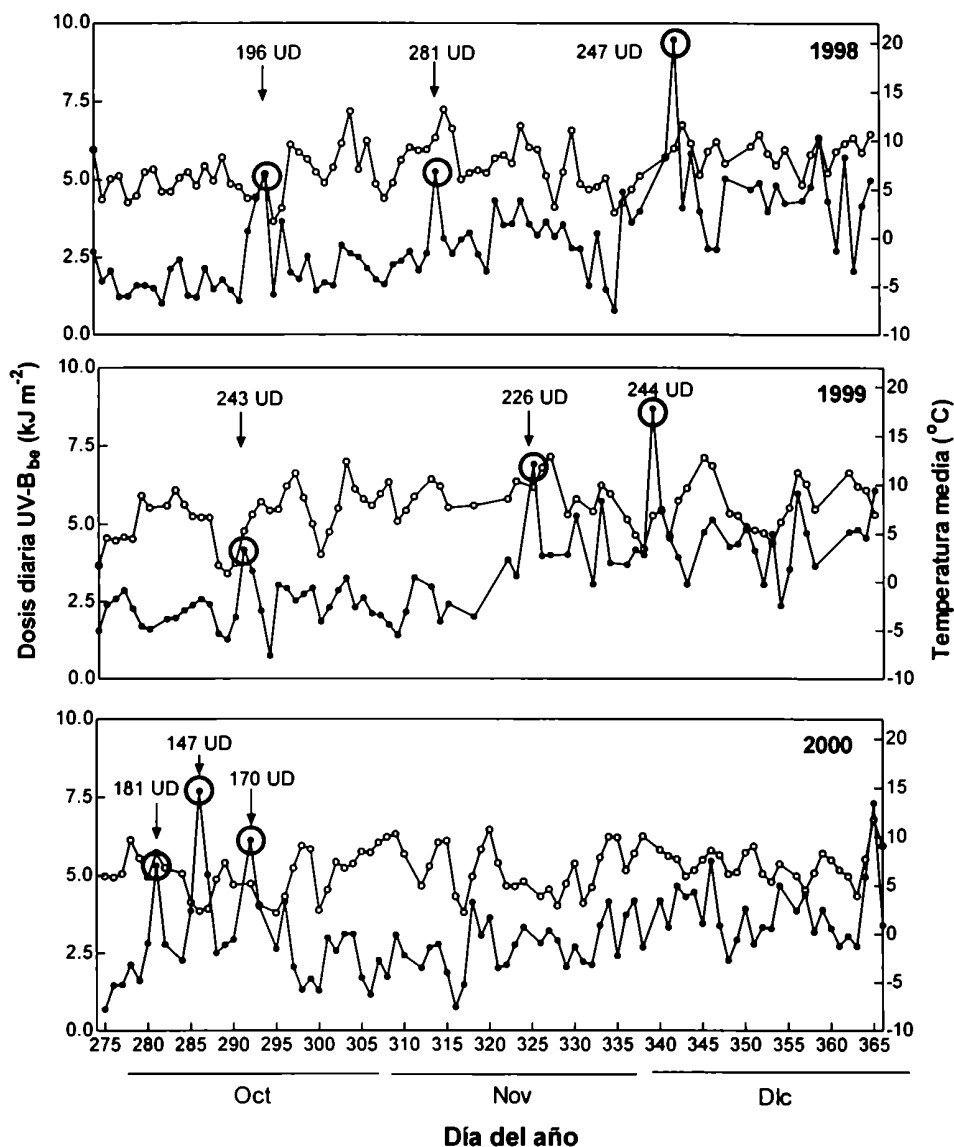 10.0
7.5
5.0
2.5
0.0
196 UD
281 UD
247 UD
1998
20
15
10
5
0
-5
-10
10.0
7.5
5.0
2.5
0.0
243 UD
226 UD
244 UD
1999
20
15
10
5
0
-5
-10
Dosis diaria UV-Bbe (kJ m-2)
Temperatura media (°C)
10.0
7.5
5.0
2.5
0.0
147 UD
181 UD
170 UD
2000
20
15
10
5
0
-5
-10
275 280 285 290 295 300 305 310 315 320 325 330 335 340 345 350 355 360 365
Oct Nov Dic
Día del año